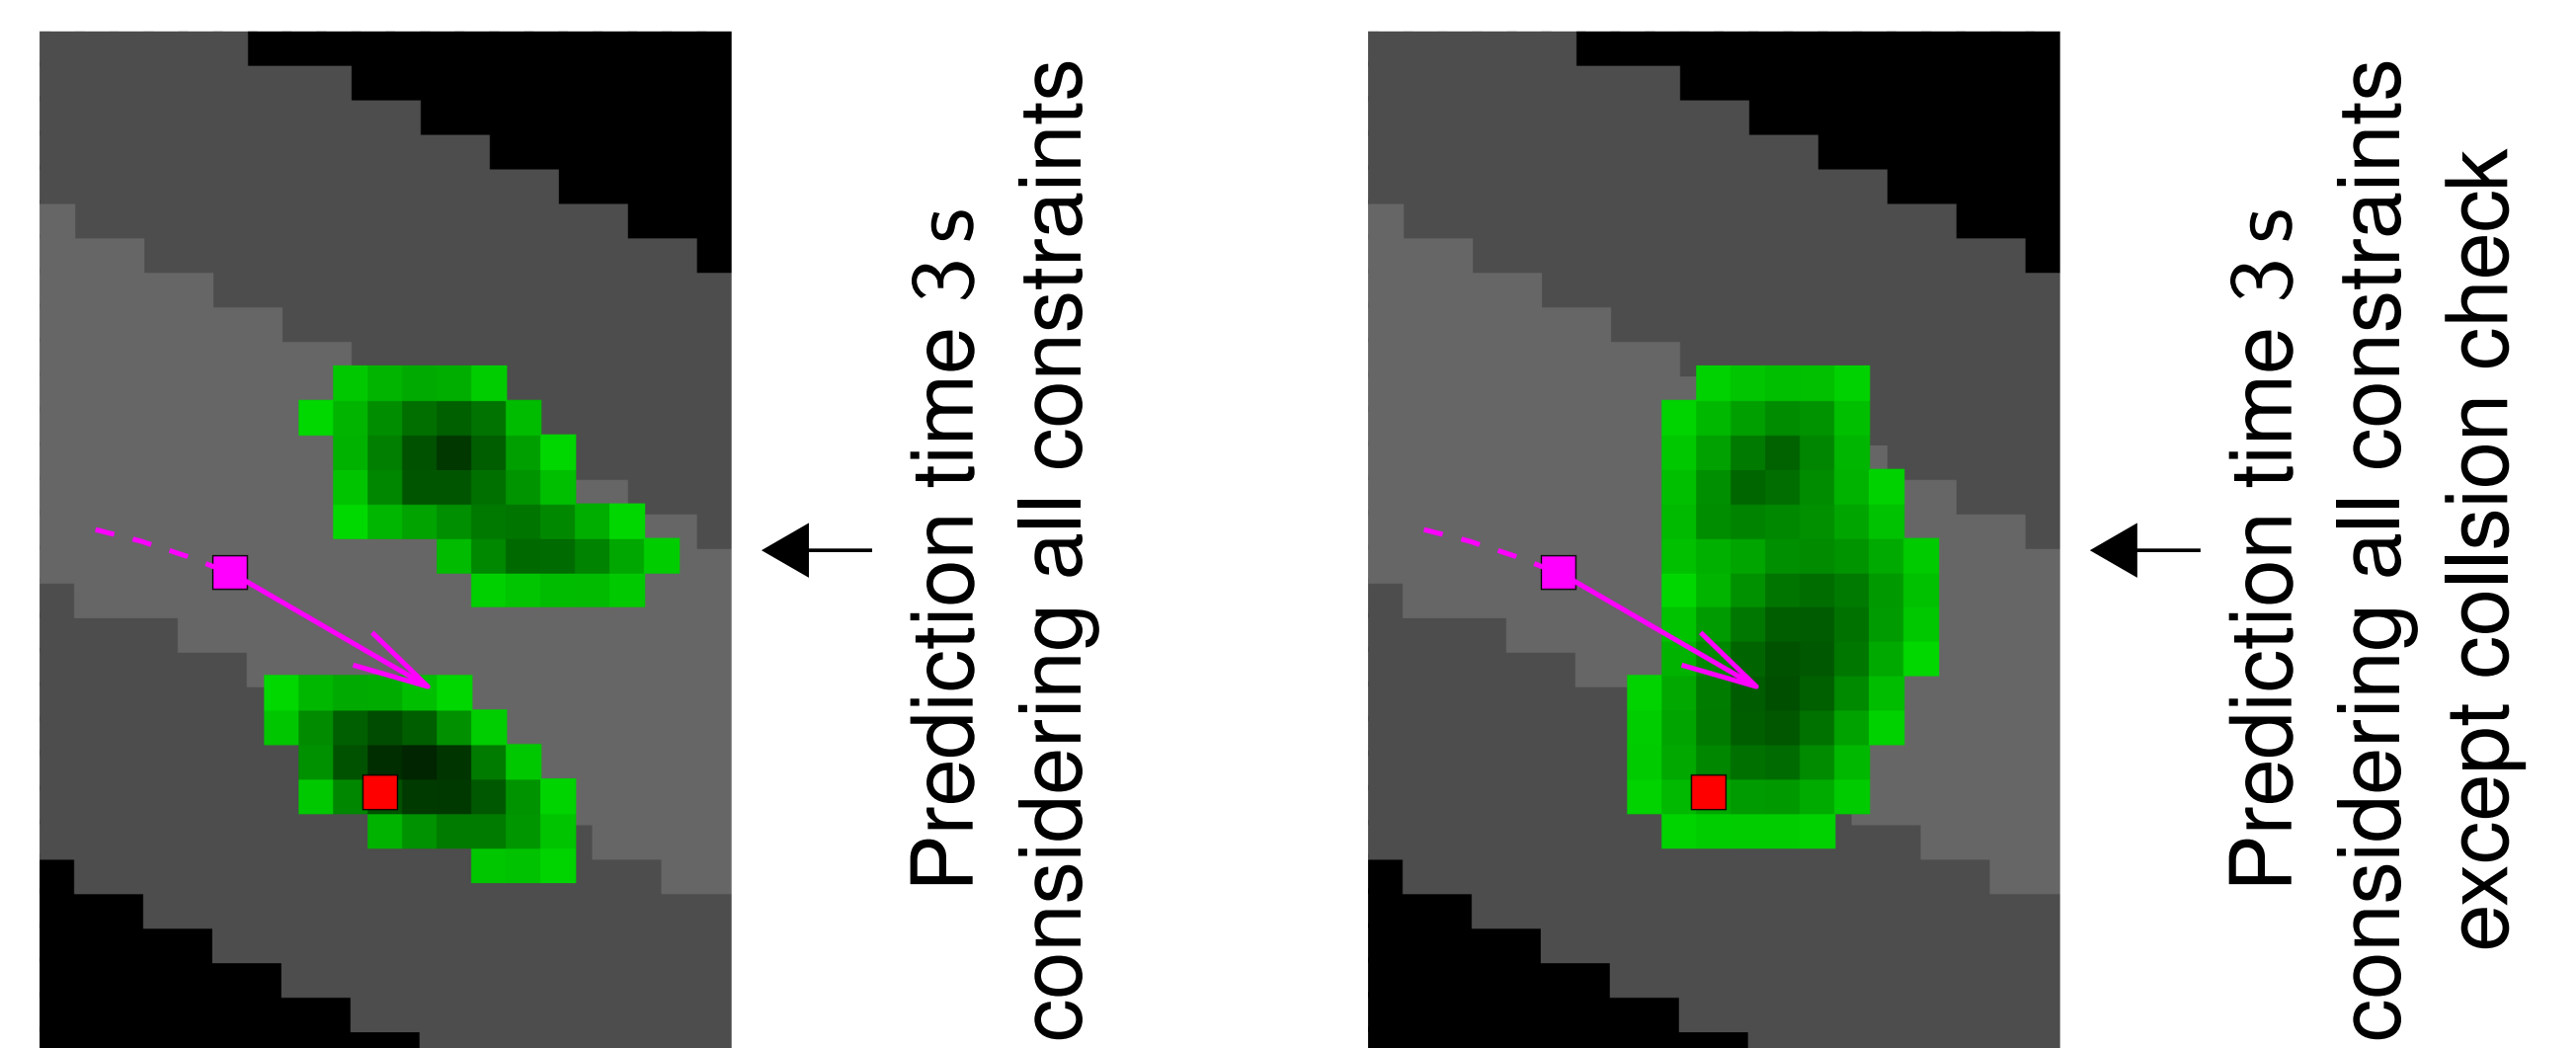 Prediction time 3 s
considering all constraints
Prediction time 3 s
considering all constraints
except collsion check